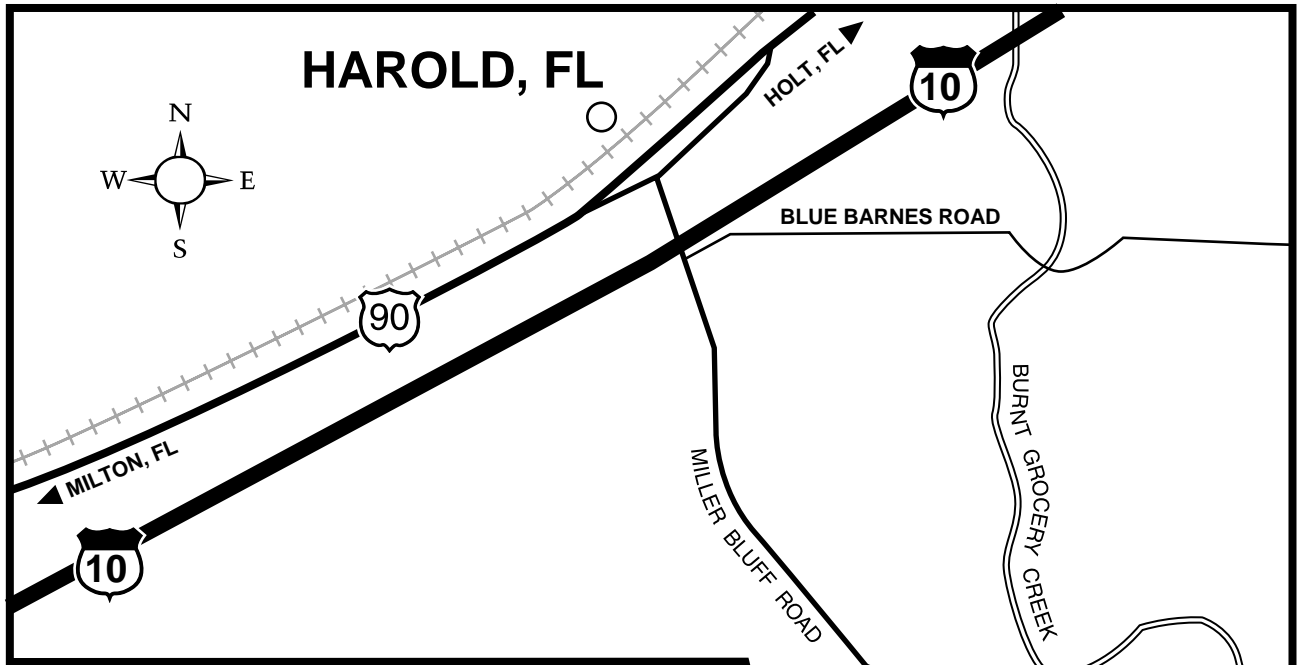 HAROLD, FL
HOLT, FL
10
N
W
E
S
BLUE BARNES ROAD
90
MILTON, FL
10
MILLER BLUFF ROAD
BURNT GROCERY CREEK